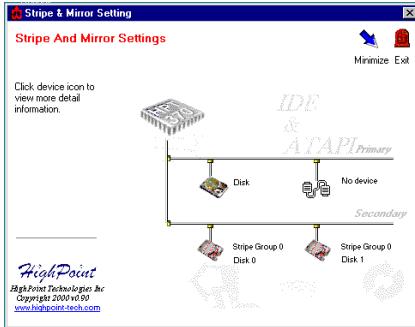 Stripe & Mirror Setting
Stripe And Mirror Settings
Minimize Exit
Click device icon to
view more detail
information.
HPT
370
IDE
&
ATAPI
Primary
Disk
No device
Secondary
Stripe Group 0
Disk 0
Stripe Group 0
Disk 1
HighPoint
HighPoint Technologies Inc
Copyright 2000 v0.90
www.highpoint-tech.com